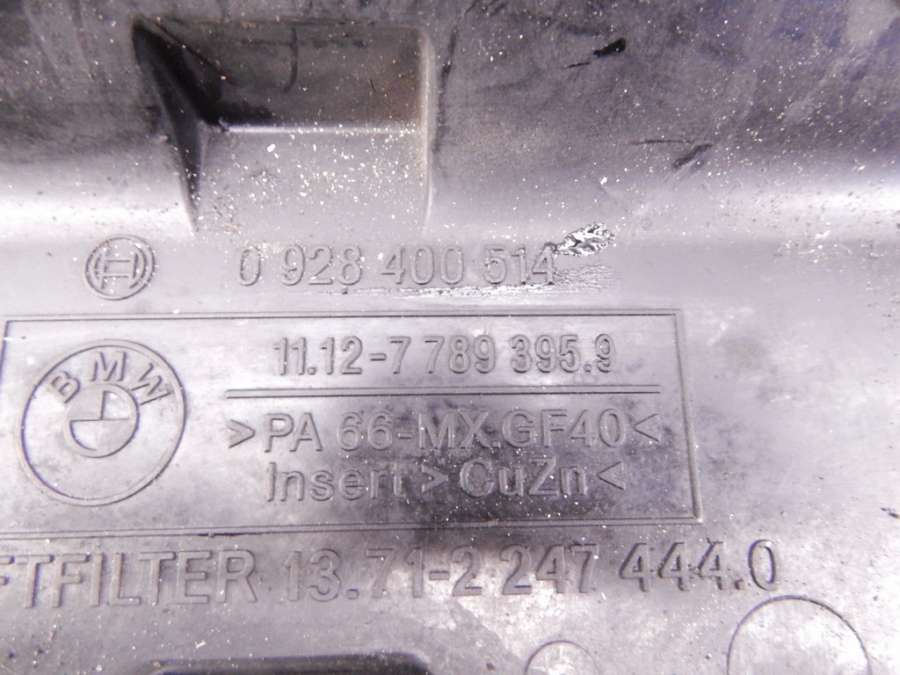 0 928 400 514
11.12-7 789 395.9
BMW
>PA 66-MX.GF40<
Insert >CuZn<
FTFILTER 13.71-2 247 444.0